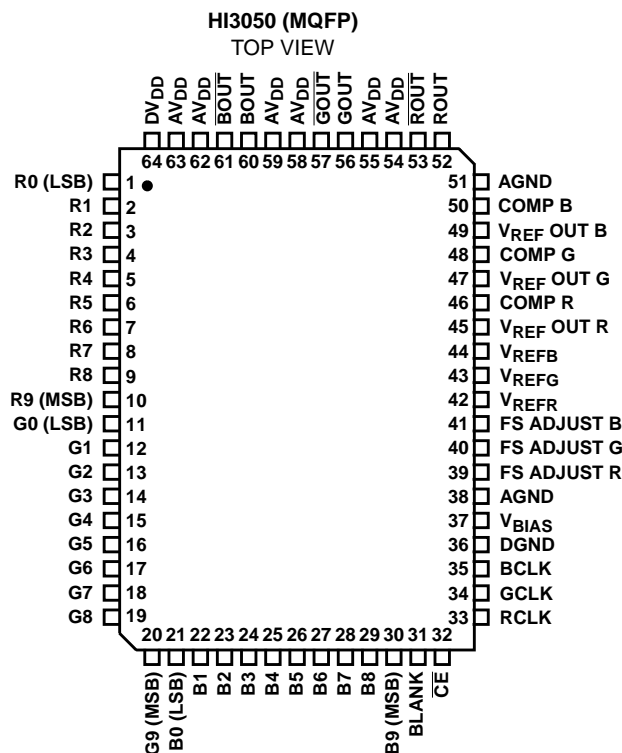 HI3050 (MQFP)
TOP VIEW
DVDD AVDD AVDD BOUT BOUT AVDD AVDD GOUT GOUT AVDD AVDD ROUT ROUT
64 63 62 61 60 59 58 57 56 55 54 53 52
R0 (LSB) 1
R1 2
R2 3
R3 4
R4 5
R5 6
R6 7
R7 8
R8 9
R9 (MSB) 10
G0 (LSB) 11
G1 12
G2 13
G3 14
G4 15
G5 16
G6 17
G7 18
G8 19
51 AGND
50 COMP B
49 VREF OUT B
48 COMP G
47 VREF OUT G
46 COMP R
45 VREF OUT R
44 VREFB
43 VREFG
42 VREFR
41 FS ADJUST B
40 FS ADJUST G
39 FS ADJUST R
38 AGND
37 VBIAS
36 DGND
35 BCLK
34 GCLK
33 RCLK
20 21 22 23 24 25 26 27 28 29 30 31 32
G9 (MSB) B0 (LSB) B1 B2 B3 B4 B5 B6 B7 B8 B9 (MSB) BLANK CE